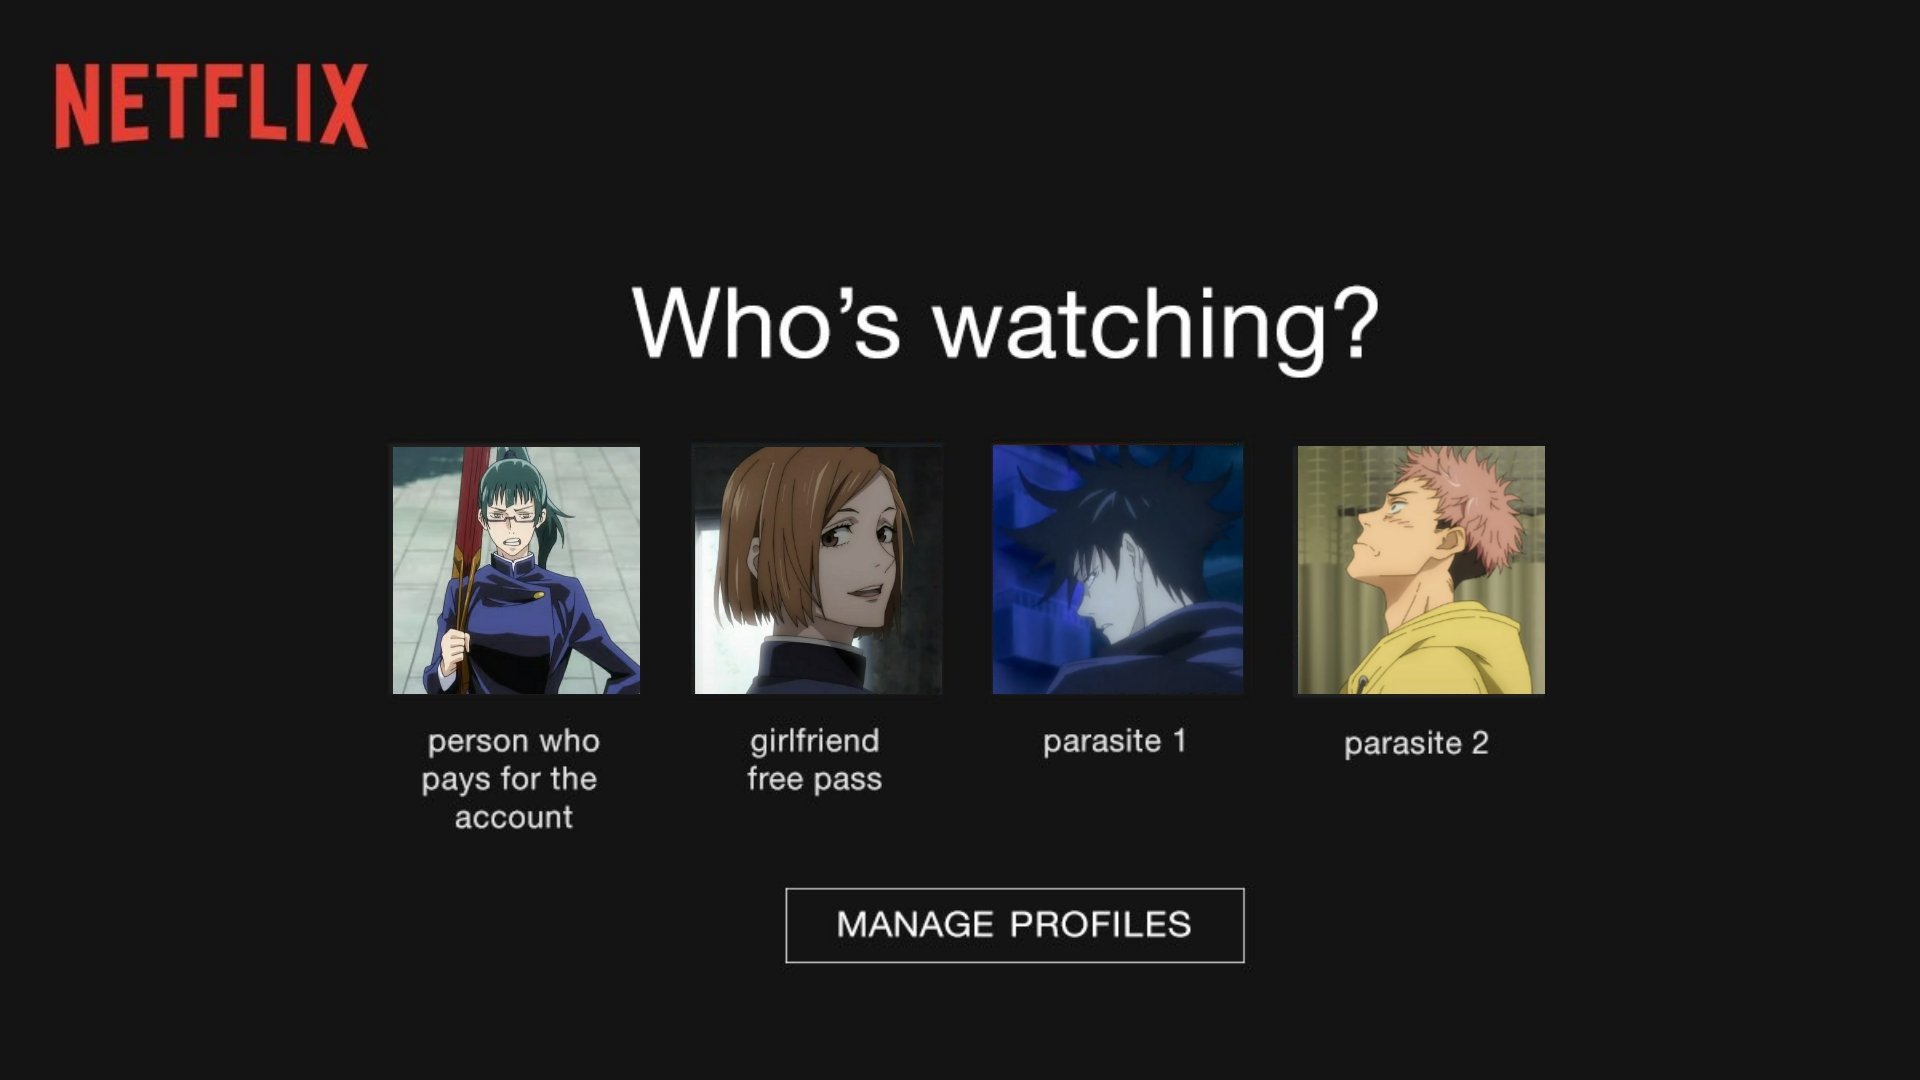 NETFLIX
Who's watching?
person who
pays for the
account
girlfriend
free pass
parasite 1
parasite 2
MANAGE PROFILES